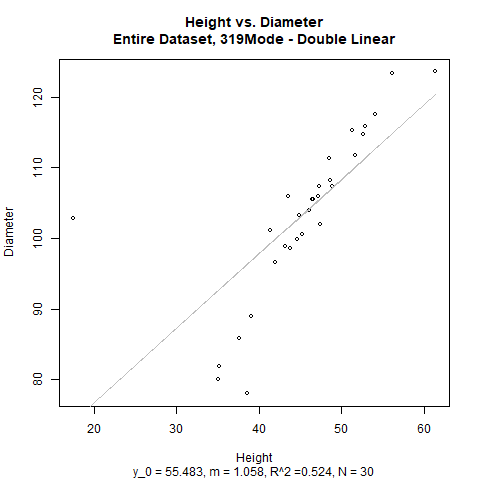 Height vs. Diameter
Entire Dataset, 319Mode - Double Linear
Diameter
120
110
100
90
80
20 30 40 50 60
Height
y_0 = 55.483, m = 1.058, R^2 =0.524, N = 30